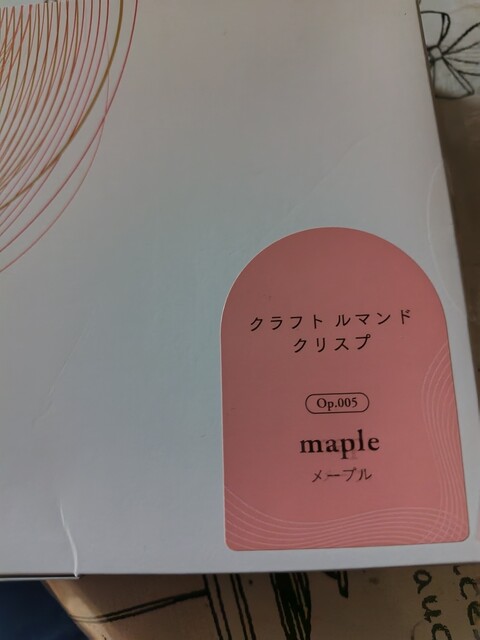 クラフト ルマンド
クリスプ
Op.005
maple
メープル